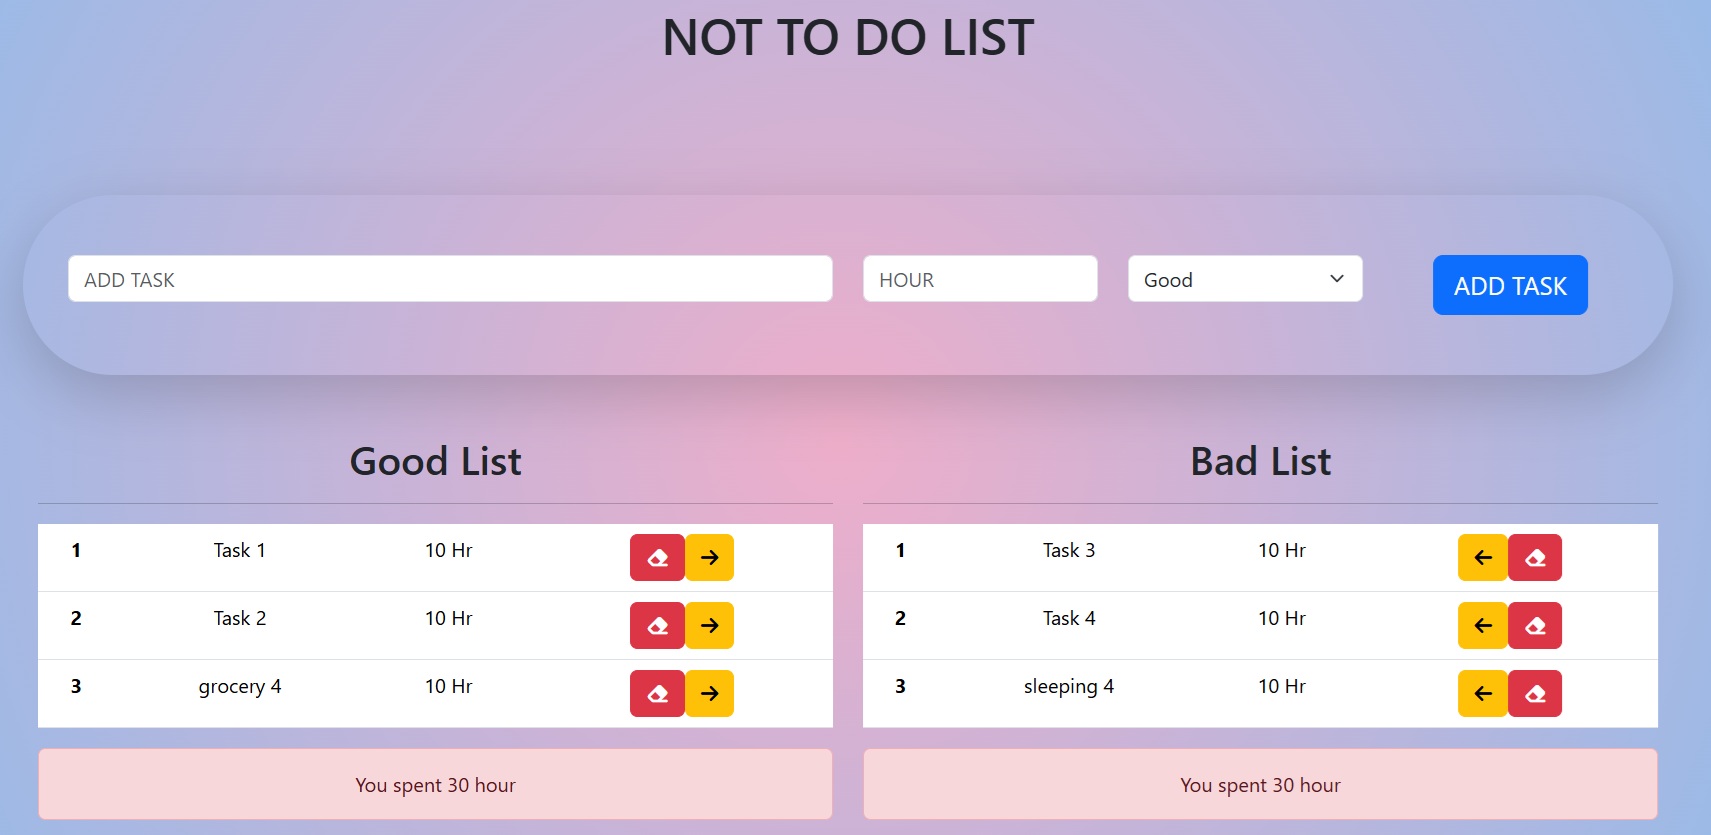 NOT TO DO LIST
ADD TASK
HOUR
Good
ADD TASK
Good List
1 Task 1 10 Hr
2 Task 2 10 Hr
3 grocery 4 10 Hr
You spent 30 hour
Bad List
1 Task 3 10 Hr
2 Task 4 10 Hr
3 sleeping 4 10 Hr
You spent 30 hour